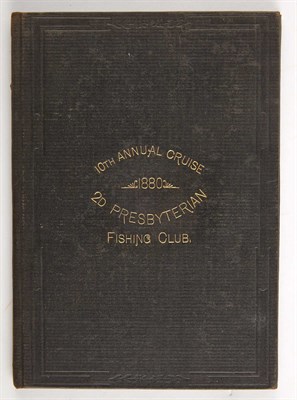 10TH ANNUAL CRUISE
1880
2D PRESBYTERIAN
FISHING CLUB.